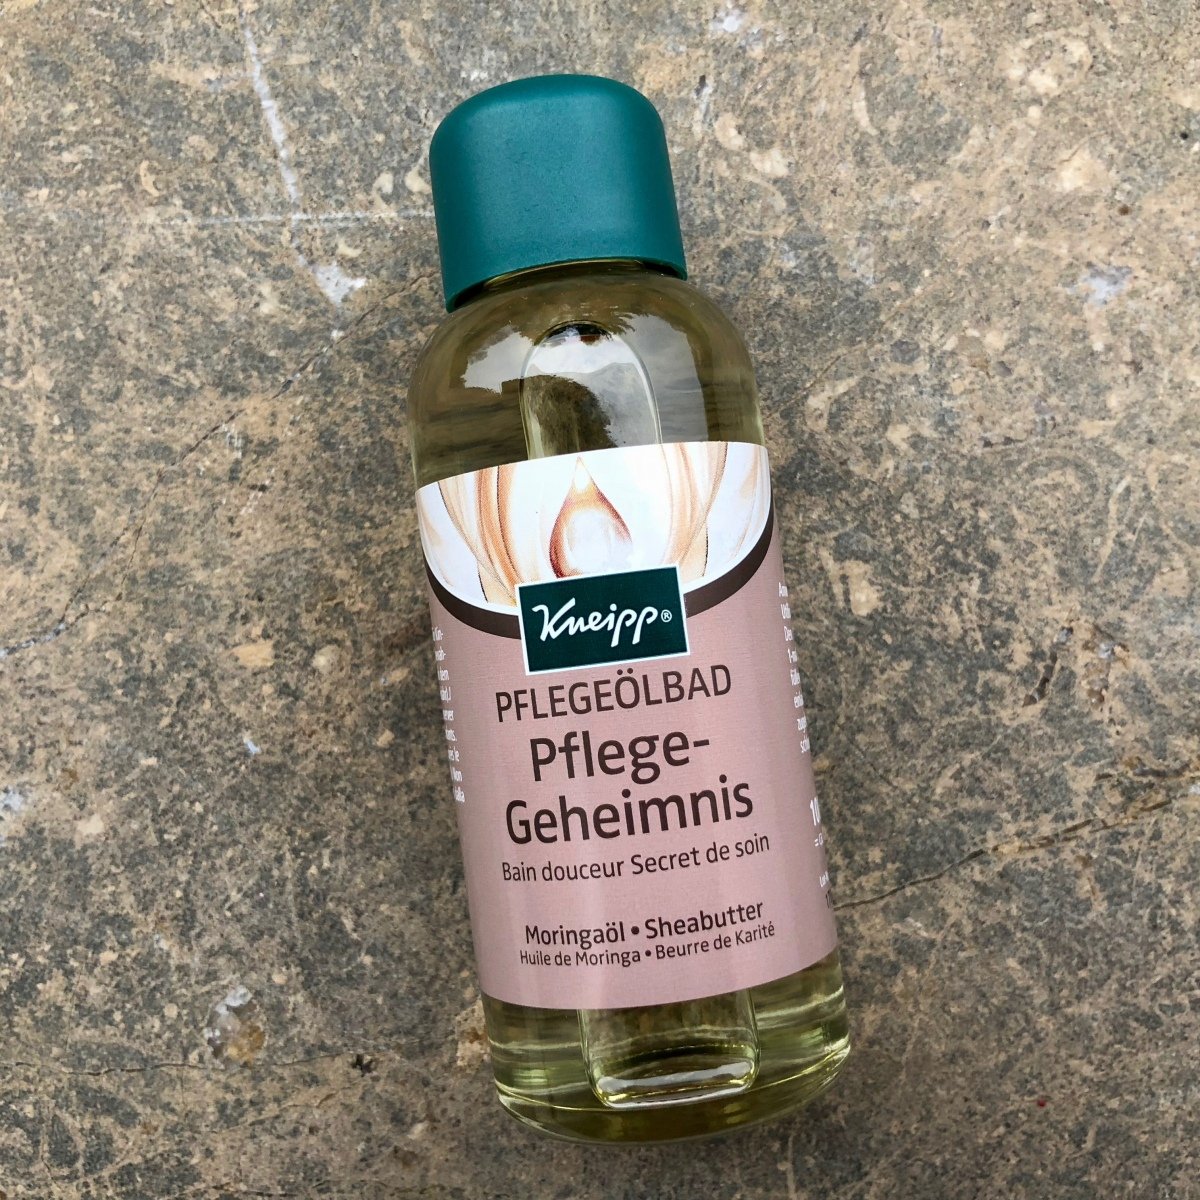 Kneipp®
PFLEGEÖLBAD
Pflege-
Geheimnis
Bain douceur Secret de soin
Moringaöl • Sheabutter
Huile de Moringa • Beurre de Karité